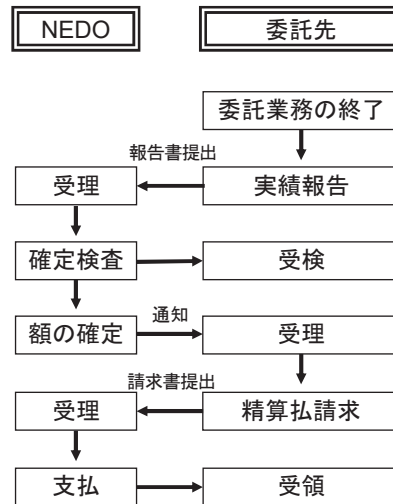 NEDO
委託先
委託業務の終了
報告書提出
受理
実績報告
確定検査
受検
額の確定
通知
受理
請求書提出
受理
精算払請求
支払
受領